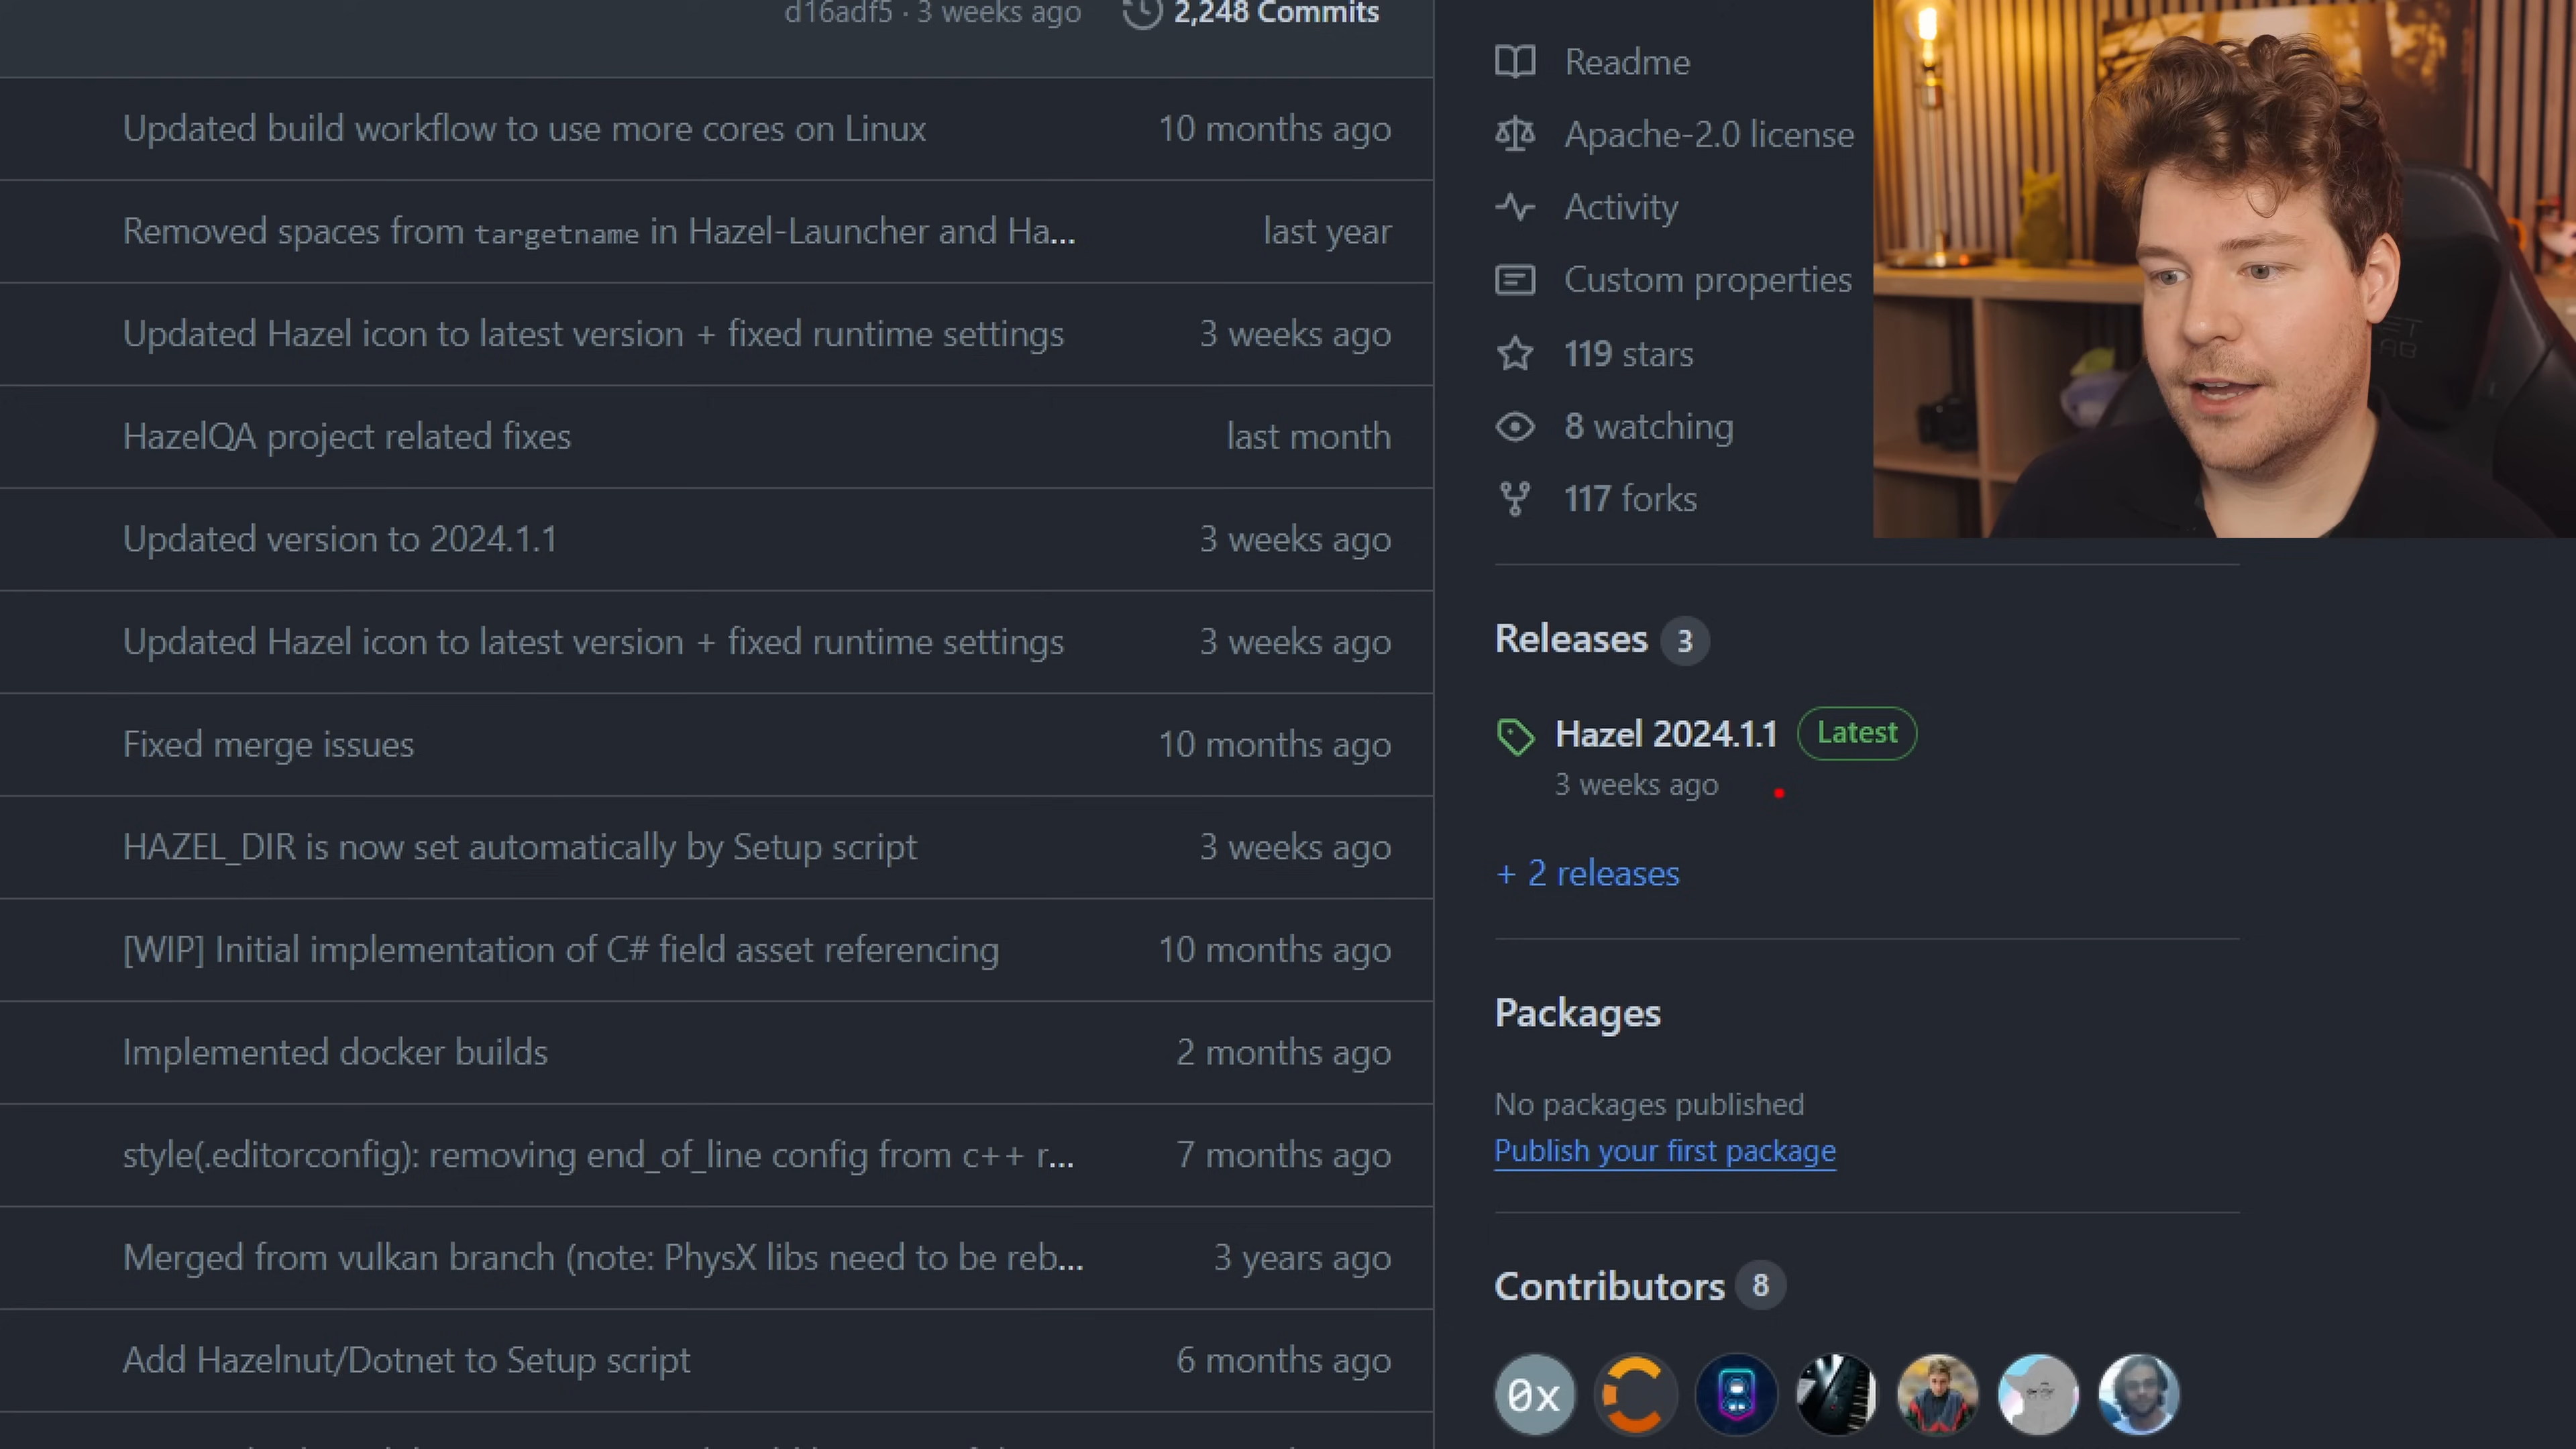 d16adf5 · 3 weeks ago 2,248 Commits
Updated build workflow to use more cores on Linux 10 months ago
Removed spaces from targetname in Hazel-Launcher and Ha... last year
Updated Hazel icon to latest version + fixed runtime settings 3 weeks ago
HazelQA project related fixes last month
Updated version to 2024.1.1 3 weeks ago
Updated Hazel icon to latest version + fixed runtime settings 3 weeks ago
Fixed merge issues 10 months ago
HAZEL_DIR is now set automatically by Setup script 3 weeks ago
[WIP] Initial implementation of C# field asset referencing 10 months ago
Implemented docker builds 2 months ago
style(.editorconfig): removing end_of_line config from c++ r... 7 months ago
Merged from vulkan branch (note: PhysX libs need to be reb... 3 years ago
Add Hazelnut/Dotnet to Setup script 6 months ago
Readme
Apache-2.0 license
Activity
Custom properties
119 stars
8 watching
117 forks
Releases 3
Hazel 2024.1.1 Latest
3 weeks ago
+ 2 releases
Packages
No packages published
Publish your first package
Contributors 8
0x